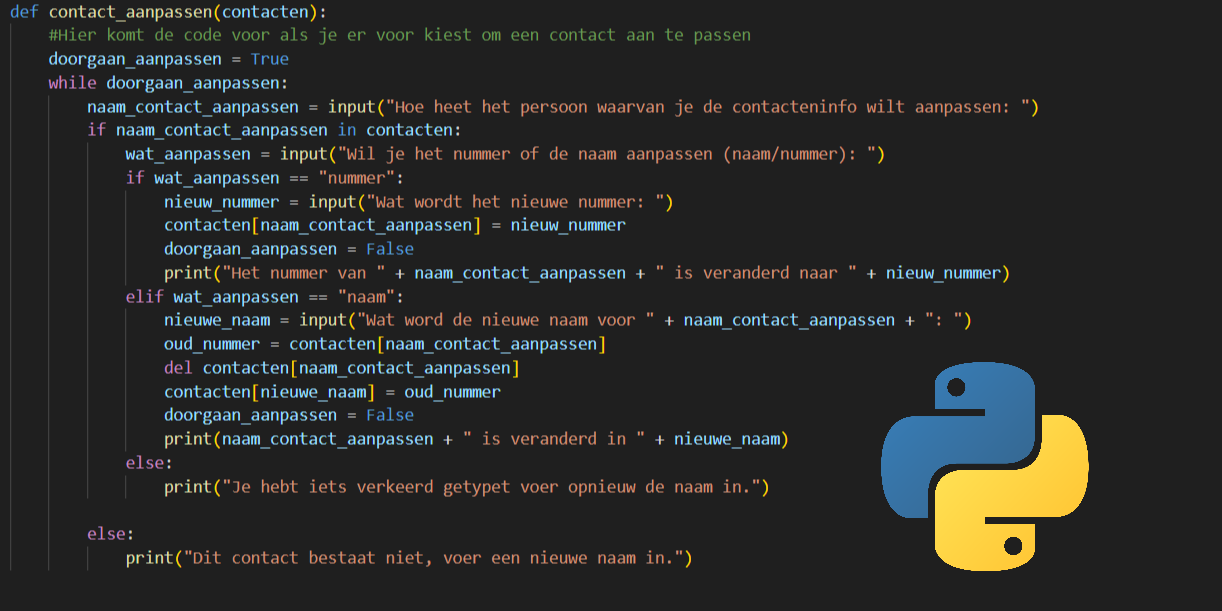 def contact_aanpassen(contacten):
    #Hier komt de code voor als je er voor kiest om een contact aan te passen
    doorgaan_aanpassen = True
    while doorgaan_aanpassen:
        naam_contact_aanpassen = input("Hoe heet het persoon waarvan je de contacteninfo wilt aanpassen: ")
        if naam_contact_aanpassen in contacten:
            wat_aanpassen = input("Wil je het nummer of de naam aanpassen (naam/nummer): ")
            if wat_aanpassen == "nummer":
                nieuw_nummer = input("Wat wordt het nieuwe nummer: ")
                contacten[naam_contact_aanpassen] = nieuw_nummer
                doorgaan_aanpassen = False
                print("Het nummer van " + naam_contact_aanpassen + " is veranderd naar " + nieuw_nummer)
            elif wat_aanpassen == "naam":
                nieuwe_naam = input("Wat word de nieuwe naam voor " + naam_contact_aanpassen + ": ")
                oud_nummer = contacten[naam_contact_aanpassen]
                del contacten[naam_contact_aanpassen]
                contacten[nieuwe_naam] = oud_nummer
                doorgaan_aanpassen = False
                print(naam_contact_aanpassen + " is veranderd in " + nieuwe_naam)
            else:
                print("Je hebt iets verkeerd getypet voer opnieuw de naam in.")
        else:
            print("Dit contact bestaat niet, voer een nieuwe naam in.")